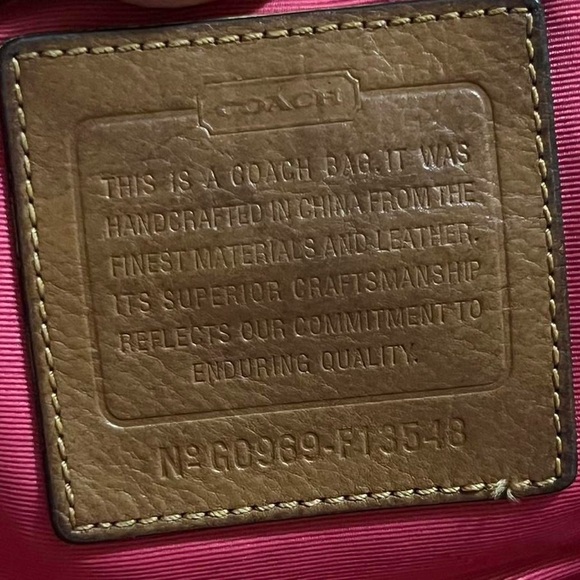 COACH
THIS IS A COACH BAG. IT WAS
HANDCRAFTED IN CHINA FROM THE
FINEST MATERIALS AND LEATHER.
ITS SUPERIOR CRAFTSMANSHIP
REFLECTS OUR COMMITMENT TO
ENDURING QUALITY.
Nº G0969-F13548